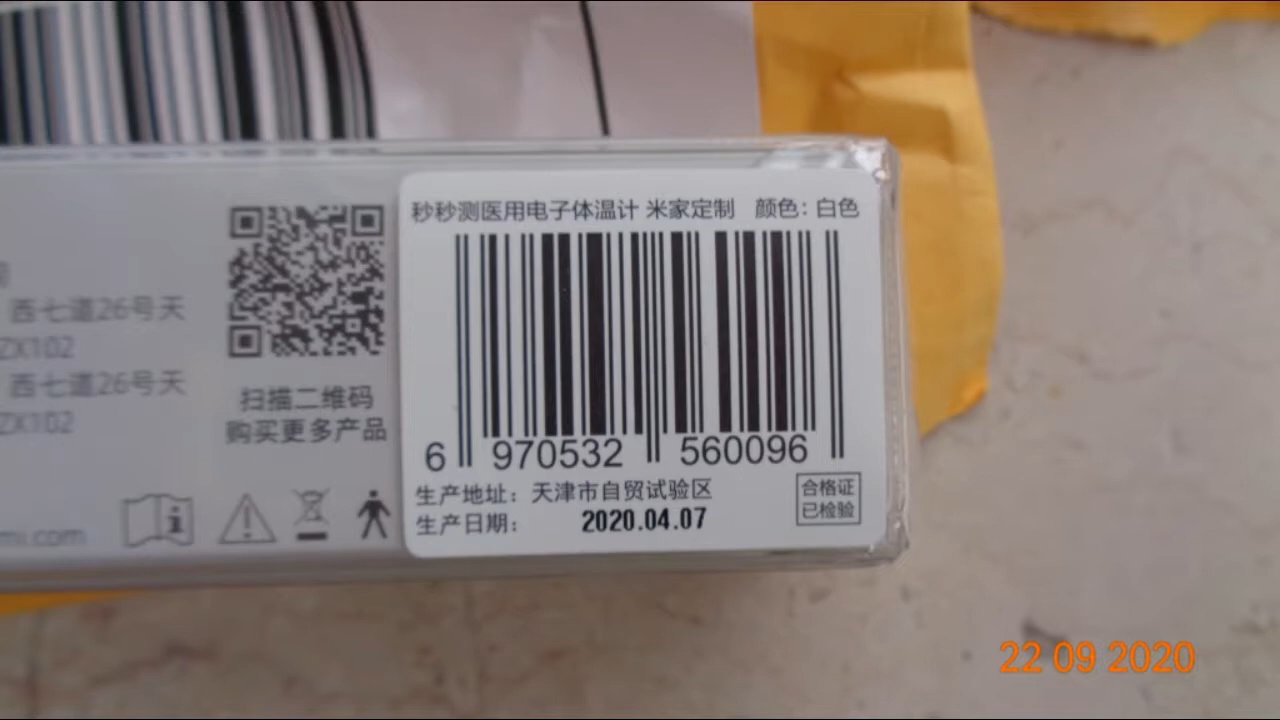 秒秒测医用电子体温计 米家定制 颜色: 白色
6 970532 560096
生产地址: 天津市自贸试验区
生产日期: 2020.04.07
合格证
已检验
西七道26号天
ZX102
西七道26号天
ZX102
mi.com
扫描二维码
购买更多产品
22 09 2020